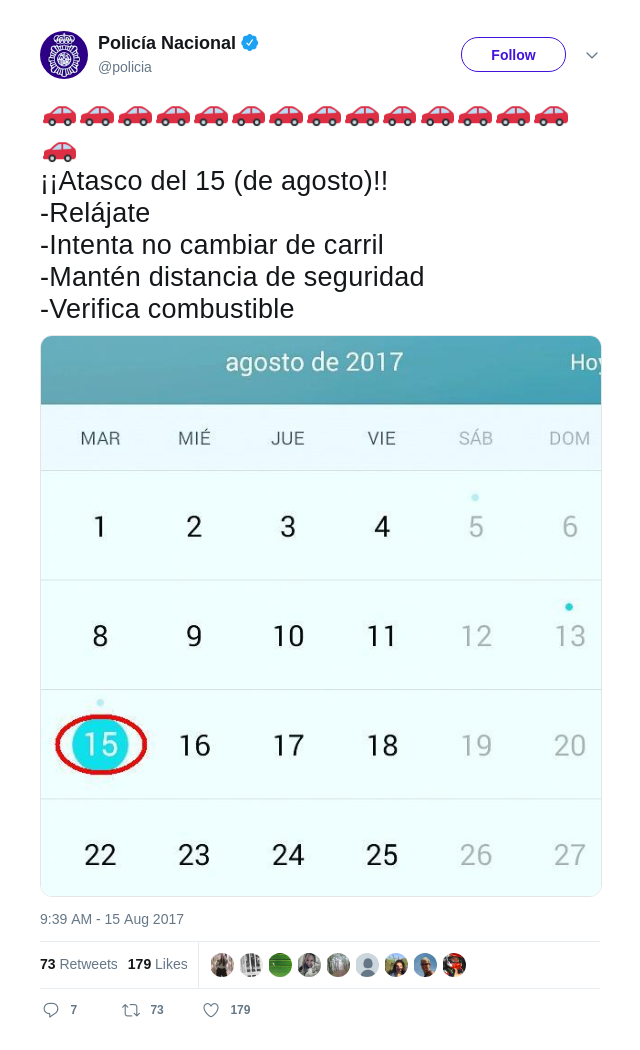 Policía Nacional
@policia
Follow
🚗🚗🚗🚗🚗🚗🚗🚗🚗🚗🚗🚗🚗🚗
🚗
¡¡Atasco del 15 (de agosto)!!
-Relájate
-Intenta no cambiar de carril
-Mantén distancia de seguridad
-Verifica combustible
agosto de 2017 Hoy
MAR MIÉ JUE VIE SÁB DOM
1 2 3 4 5 6
8 9 10 11 12 13
15 16 17 18 19 20
22 23 24 25 26 27
9:39 AM - 15 Aug 2017
73 Retweets 179 Likes
7 73 179